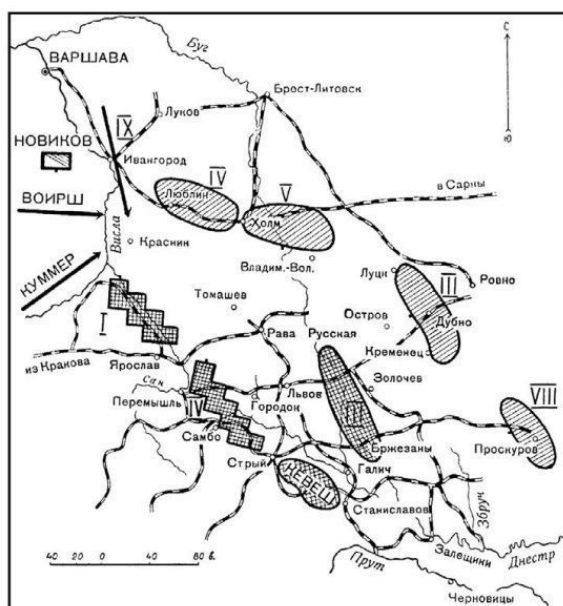 С
Ю
ВАРШАВА
Буг
Брест-Литовск
Луков
IX
НОВИКОВ
Ивангород
IV
Люблин
V
в Сарны
Холм
ВОИРШ
Висла
Красник
Владим.-Вол.
Луцк
III
Ровно
КУММЕР
Томашев
Остров
Дубно
I
Рава
Русская
Кременец
из Кракова
Ярослав
Сан
Львов
Золочев
VIII
Перемышль
IV
Городок
III
Самбо
Бржезаны
Проскуров
Стрый
Галич
КЕВЕШ
Станиславов
Збруч
40 20 0 40 80 в.
Залещики
Днестр
Прут
Черновицы